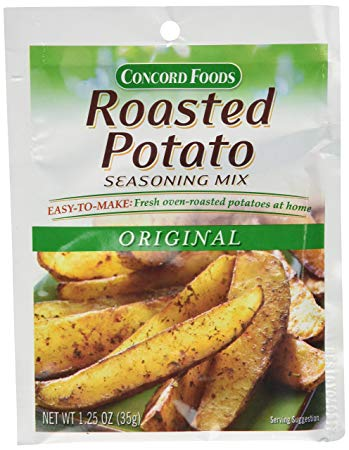 CONCORD FOODS
Roasted
Potato
SEASONING MIX
EASY-TO-MAKE: Fresh oven-roasted potatoes at home
ORIGINAL
NET WT 1.25 OZ (35g)
Serving Suggestion